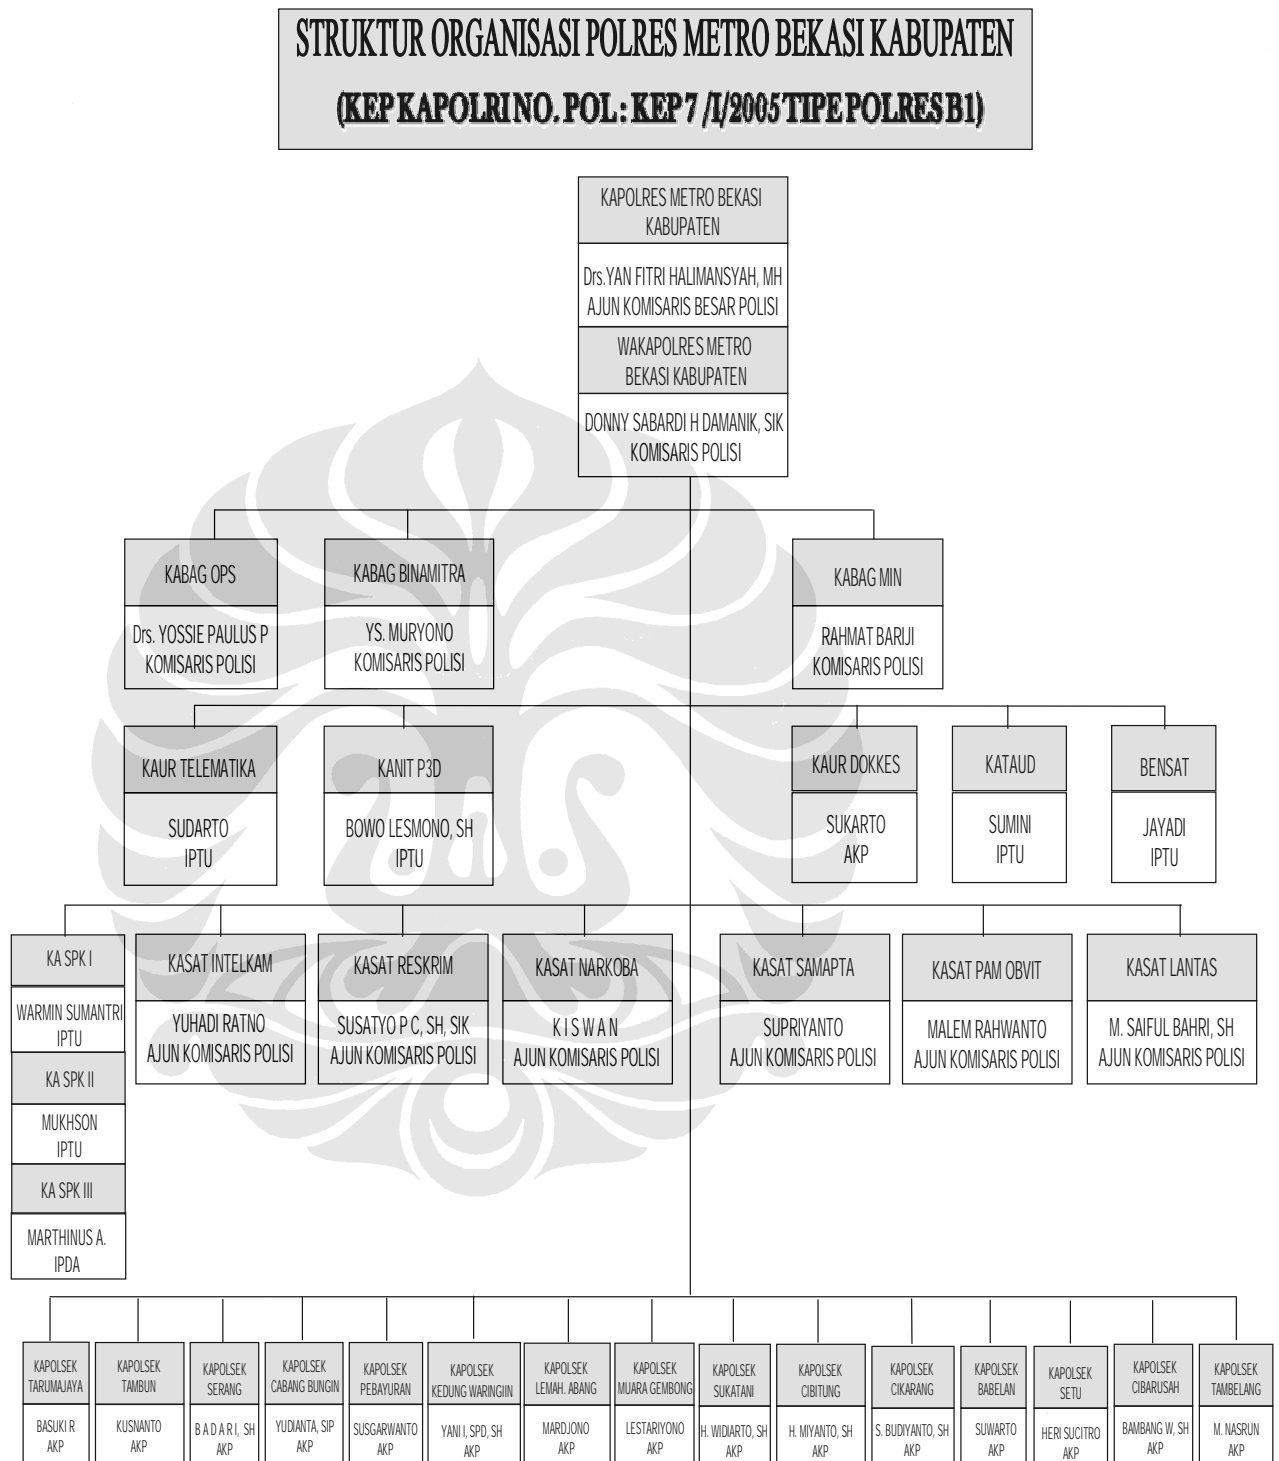 STRUKTUR ORGANISASI POLRES METRO BEKASI KABUPATEN
(KEP KAPOLRI NO. POL : KEP 7 /I/2005 TIPE POLRES B1)
KAPOLRES METRO BEKASI
KABUPATEN
Drs.YAN FITRI HALIMANSYAH, MH
AJUN KOMISARIS BESAR POLISI
WAKAPOLRES METRO
BEKASI KABUPATEN
DONNY SABARDI H DAMANIK, SIK
KOMISARIS POLISI
KABAG OPS
Drs. YOSSIE PAULUS P
KOMISARIS POLISI
KABAG BINAMITRA
YS. MURYONO
KOMISARIS POLISI
KABAG MIN
RAHMAT BARIJI
KOMISARIS POLISI
KAUR TELEMATIKA
SUDARTO
IPTU
KANIT P3D
BOWO LESMONO, SH
IPTU
KAUR DOKKES
SUKARTO
AKP
KATAUD
SUMINI
IPTU
BENSAT
JAYADI
IPTU
KA SPK I
WARMIN SUMANTRI
IPTU
KA SPK II
MUKHSON
IPTU
KA SPK III
MARTHINUS A.
IPDA
KASAT INTELKAM
YUHADI RATNO
AJUN KOMISARIS POLISI
KASAT RESKRIM
SUSATYO P C, SH, SIK
AJUN KOMISARIS POLISI
KASAT NARKOBA
K I S W A N
AJUN KOMISARIS POLISI
KASAT SAMAPTA
SUPRIYANTO
AJUN KOMISARIS POLISI
KASAT PAM OBVIT
MALEM RAHWANTO
AJUN KOMISARIS POLISI
KASAT LANTAS
M. SAIFUL BAHRI, SH
AJUN KOMISARIS POLISI
KAPOLSEK
TARUMAJAYA
BASUKI R
AKP
KAPOLSEK
TAMBUN
KUSNANTO
AKP
KAPOLSEK
SERANG
B A D A R I, SH
AKP
KAPOLSEK
CABANG BUNGIN
YUDIANTA, SIP
AKP
KAPOLSEK
PEBAYURAN
SUSGARWANTO
AKP
KAPOLSEK
KEDUNG WARINGIIN
YANI I, SPD, SH
AKP
KAPOLSEK
LEMAH. ABANG
MARDJONO
AKP
KAPOLSEK
MUARA GEMBONG
LESTARIYONO
AKP
KAPOLSEK
SUKATANI
H. WIDIARTO, SH
AKP
KAPOLSEK
CIBITUNG
H. MIYANTO, SH
AKP
KAPOLSEK
CIKARANG
S. BUDIYANTO, SH
AKP
KAPOLSEK
BABELAN
SUWARTO
AKP
KAPOLSEK
SETU
HERI SUCITRO
AKP
KAPOLSEK
CIBARUSAH
BAMBANG W, SH
AKP
KAPOLSEK
TAMBELANG
M. NASRUN
AKP